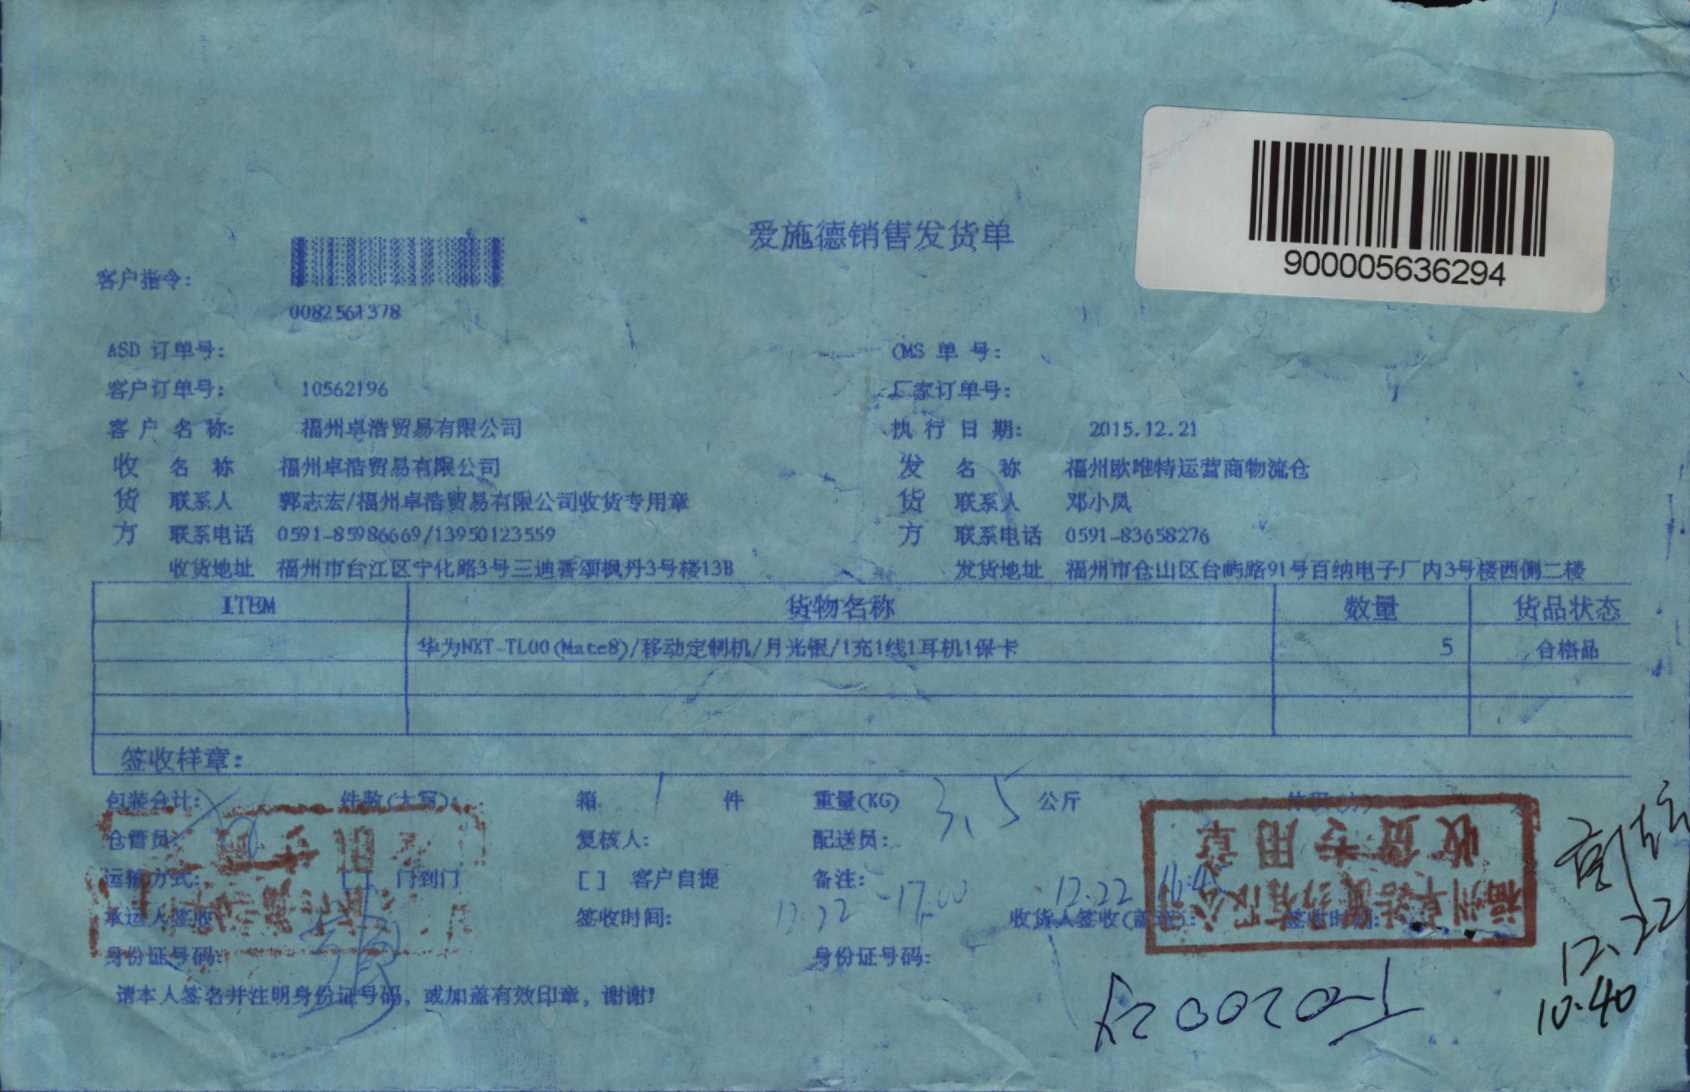 900005636294
爱施德销售发货单
客户指令:
0082561378
ASD 订单号: OMS 单 号:
客户订单号: 10562196 厂家订单号:
客 户 名 称: 福州卓浩贸易有限公司 执 行 日 期: 2015.12.21
收 名 称 福州卓浩贸易有限公司 发 名 称 福州欧唯特运营商物流仓
货 联系人 郭志宏/福州卓浩贸易有限公司收货专用章 货 联系人 邓小凤
方 联系电话 0591-85986669/13950123559 方 联系电话 0591-83658276
收货地址 福州市台江区宁化路3号三迪香颂枫丹3号楼13B 发货地址 福州市仓山区台屿路91号百纳电子厂内3号楼西侧二楼
ITEM 货物名称 数量 货品状态
华为NXT-TL00(Mate8)/移动定制机/月光银/1充1线1耳机1保卡 5 合格品
签收样章:
包装合计: 件数(大写): 箱 1 件 重量(KG) 3.5 公斤
仓管员: 复核人: 配送员:
收货专用章
运输方式: [ ] 门到门 [ ] 客户自提 备注:
12.22 17.00 12.22
福州卓浩贸易有限公司
承运人签收 签收时间: 收货人签收(盖章): 签收时间:
身份证号码: 身份证号码:
12.22
10.40
请本人签名并注明身份证号码，或加盖有效印章，谢谢!